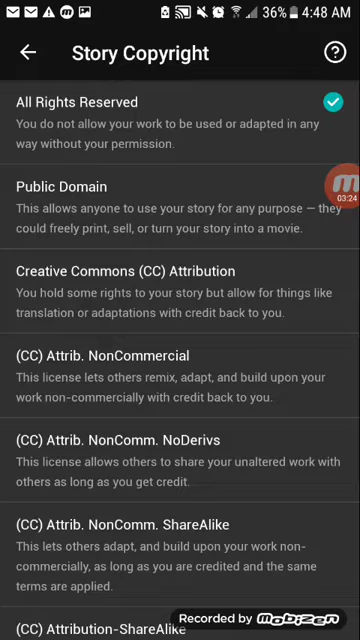 36% 4:48 AM
Story Copyright
All Rights Reserved
You do not allow your work to be used or adapted in any
way without your permission.
03:24
Public Domain
This allows anyone to use your story for any purpose — they
could freely print, sell, or turn your story into a movie.
Creative Commons (CC) Attribution
You hold some rights to your story but allow for things like
translation or adaptations with credit back to you.
(CC) Attrib. NonCommercial
This license lets others remix, adapt, and build upon your
work non-commercially with credit back to you.
(CC) Attrib. NonComm. NoDerivs
This license allows others to share your unaltered work with
others as long as you get credit.
(CC) Attrib. NonComm. ShareAlike
This lets others adapt, and build upon your work non-
commercially, as long as you are credited and the same
terms are applied.
(CC) Attribution-ShareAlike
Recorded by Mobizen